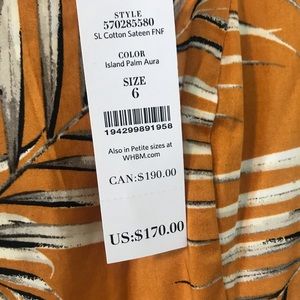 STYLE
570285580
SL Cotton Sateen FNF
COLOR
Island Palm Aura
SIZE
6
194299891958
Also in Petite sizes at
WHBM.com
CAN:$190.00
US:$170.00